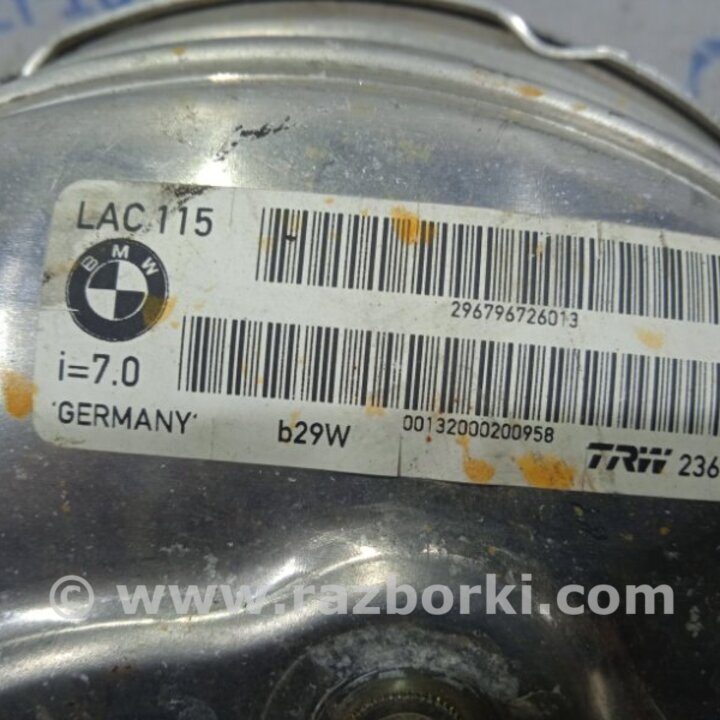 LAC 115
BMW
296796726013
i=7.0
'GERMANY'
b29W
00132000200958
TRW 236
© www.razborki.com